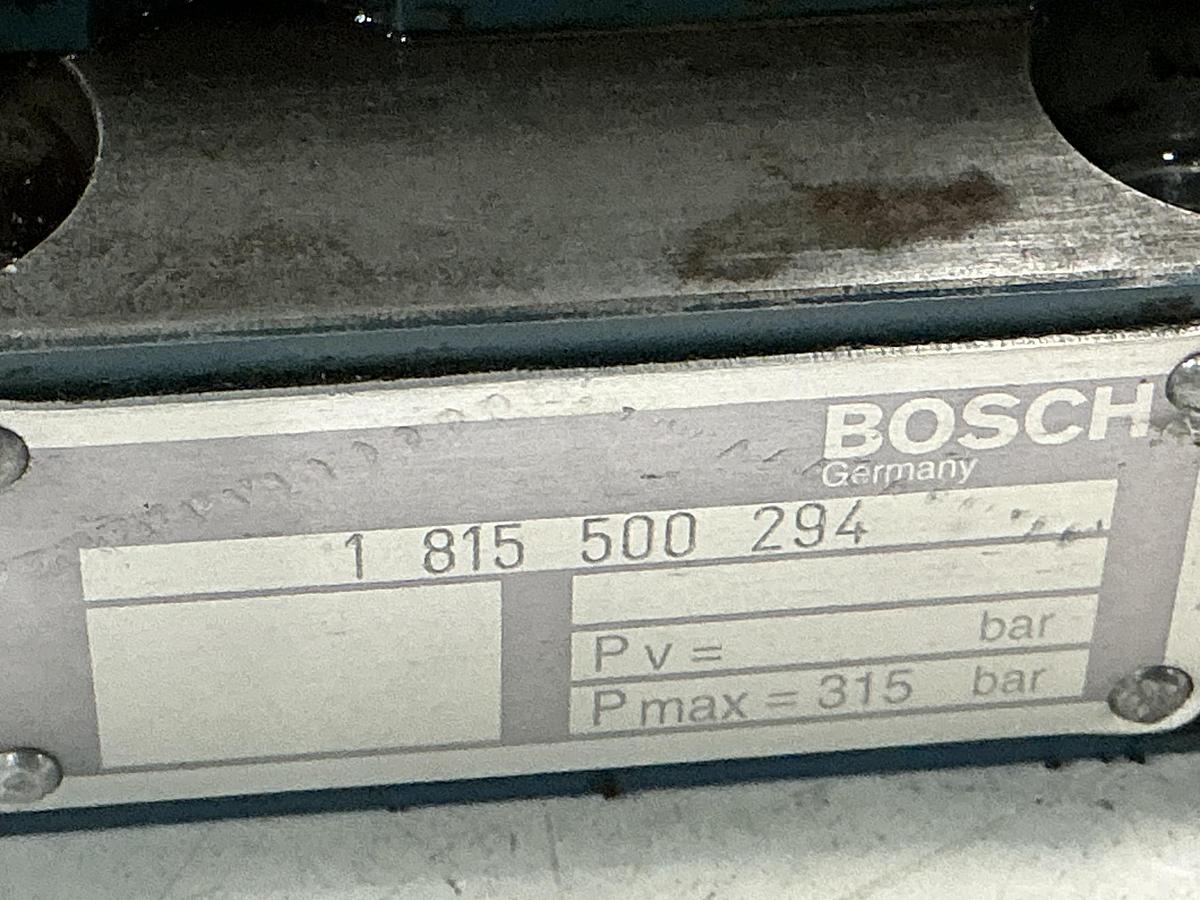 BOSCH
Germany
1 815 500 294
Pv = bar
Pmax = 315 bar